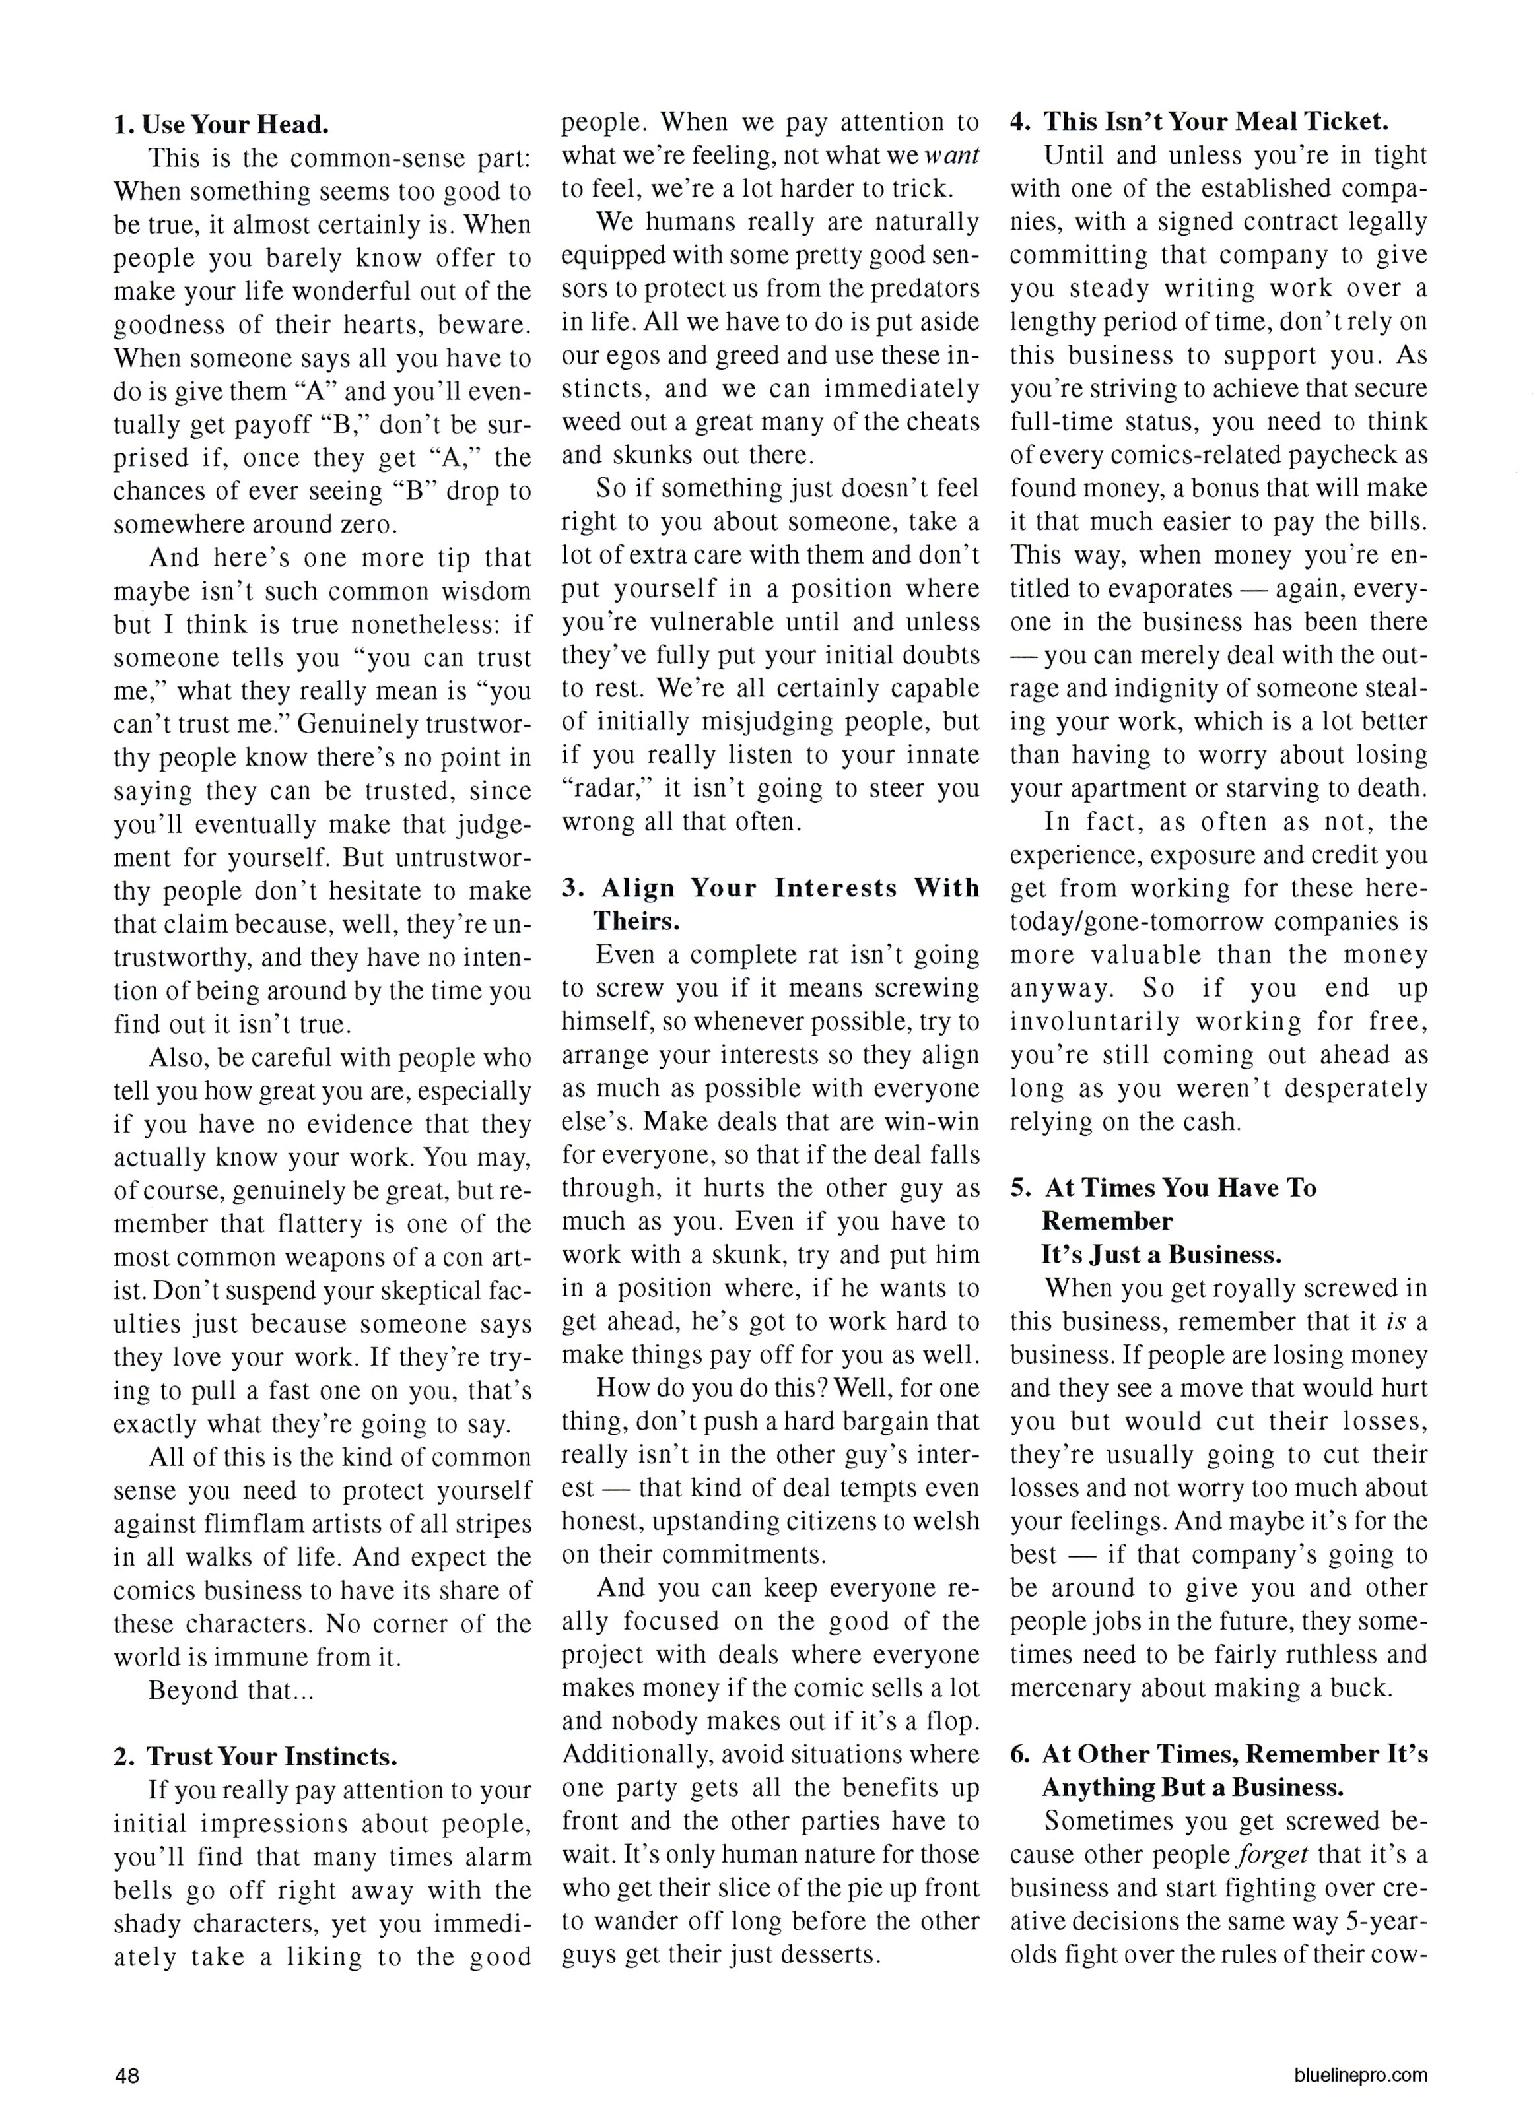 1. Use Your Head.
This is the common-sense part:
When something seems too good to
be true, it almost certainly is. When
people you barely know offer to
make your life wonderful out of the
goodness of their hearts, beware.
When someone says all you have to
do is give them “A” and you’ll even-
tually get payoff “B,” don’t be sur-
prised if, once they get “A,” the
chances of ever seeing “B” drop to
somewhere around zero.
And here’s one more tip that
maybe isn’t such common wisdom
but I think is true nonetheless: if
someone tells you “you can trust
me,” what they really mean is “you
can’t trust me.” Genuinely trustwor-
thy people know there’s no point in
saying they can be trusted, since
you’ll eventually make that judge-
ment for yourself. But untrustwor-
thy people don’t hesitate to make
that claim because, well, they’re un-
trustworthy, and they have no inten-
tion of being around by the time you
find out it isn’t true.
Also, be careful with people who
tell you how great you are, especially
if you have no evidence that they
actually know your work. You may,
of course, genuinely be great, but re-
member that flattery is one of the
most common weapons of a con art-
ist. Don’t suspend your skeptical fac-
ulties just because someone says
they love your work. If they’re try-
ing to pull a fast one on you, that’s
exactly what they’re going to say.
All of this is the kind of common
sense you need to protect yourself
against flimflam artists of all stripes
in all walks of life. And expect the
comics business to have its share of
these characters. No corner of the
world is immune from it.
Beyond that...
2. Trust Your Instincts.
If you really pay attention to your
initial impressions about people,
you’ll find that many times alarm
bells go off right away with the
shady characters, yet you immedi-
ately take a liking to the good
people. When we pay attention to
what we’re feeling, not what we want
to feel, we’re a lot harder to trick.
We humans really are naturally
equipped with some pretty good sen-
sors to protect us from the predators
in life. All we have to do is put aside
our egos and greed and use these in-
stincts, and we can immediately
weed out a great many of the cheats
and skunks out there.
So if something just doesn’t feel
right to you about someone, take a
lot of extra care with them and don’t
put yourself in a position where
you’re vulnerable until and unless
they’ve fully put your initial doubts
to rest. We’re all certainly capable
of initially misjudging people, but
if you really listen to your innate
“radar,” it isn’t going to steer you
wrong all that often.
3. Align Your Interests With
Theirs.
Even a complete rat isn’t going
to screw you if it means screwing
himself, so whenever possible, try to
arrange your interests so they align
as much as possible with everyone
else’s. Make deals that are win-win
for everyone, so that if the deal falls
through, it hurts the other guy as
much as you. Even if you have to
work with a skunk, try and put him
in a position where, if he wants to
get ahead, he’s got to work hard to
make things pay off for you as well.
How do you do this? Well, for one
thing, don’t push a hard bargain that
really isn’t in the other guy’s inter-
est — that kind of deal tempts even
honest, upstanding citizens to welsh
on their commitments.
And you can keep everyone re-
ally focused on the good of the
project with deals where everyone
makes money if the comic sells a lot
and nobody makes out if it’s a flop.
Additionally, avoid situations where
one party gets all the benefits up
front and the other parties have to
wait. It’s only human nature for those
who get their slice of the pie up front
to wander off long before the other
guys get their just desserts.
4. This Isn’t Your Meal Ticket.
Until and unless you’re in tight
with one of the established compa-
nies, with a signed contract legally
committing that company to give
you steady writing work over a
lengthy period of time, don’t rely on
this business to support you. As
you’re striving to achieve that secure
full-time status, you need to think
of every comics-related paycheck as
found money, a bonus that will make
it that much easier to pay the bills.
This way, when money you’re en-
titled to evaporates — again, every-
one in the business has been there
— you can merely deal with the out-
rage and indignity of someone steal-
ing your work, which is a lot better
than having to worry about losing
your apartment or starving to death.
In fact, as often as not, the
experience, exposure and credit you
get from working for these here-
today/gone-tomorrow companies is
more valuable than the money
anyway. So if you end up
involuntarily working for free,
you’re still coming out ahead as
long as you weren’t desperately
relying on the cash.
5. At Times You Have To
Remember
It’s Just a Business.
When you get royally screwed in
this business, remember that it is a
business. If people are losing money
and they see a move that would hurt
you but would cut their losses,
they’re usually going to cut their
losses and not worry too much about
your feelings. And maybe it’s for the
best — if that company’s going to
be around to give you and other
people jobs in the future, they some-
times need to be fairly ruthless and
mercenary about making a buck.
6. At Other Times, Remember It’s
Anything But a Business.
Sometimes you get screwed be-
cause other people forget that it’s a
business and start fighting over cre-
ative decisions the same way 5-year-
olds fight over the rules of their cow-
48
bluelinepro.com